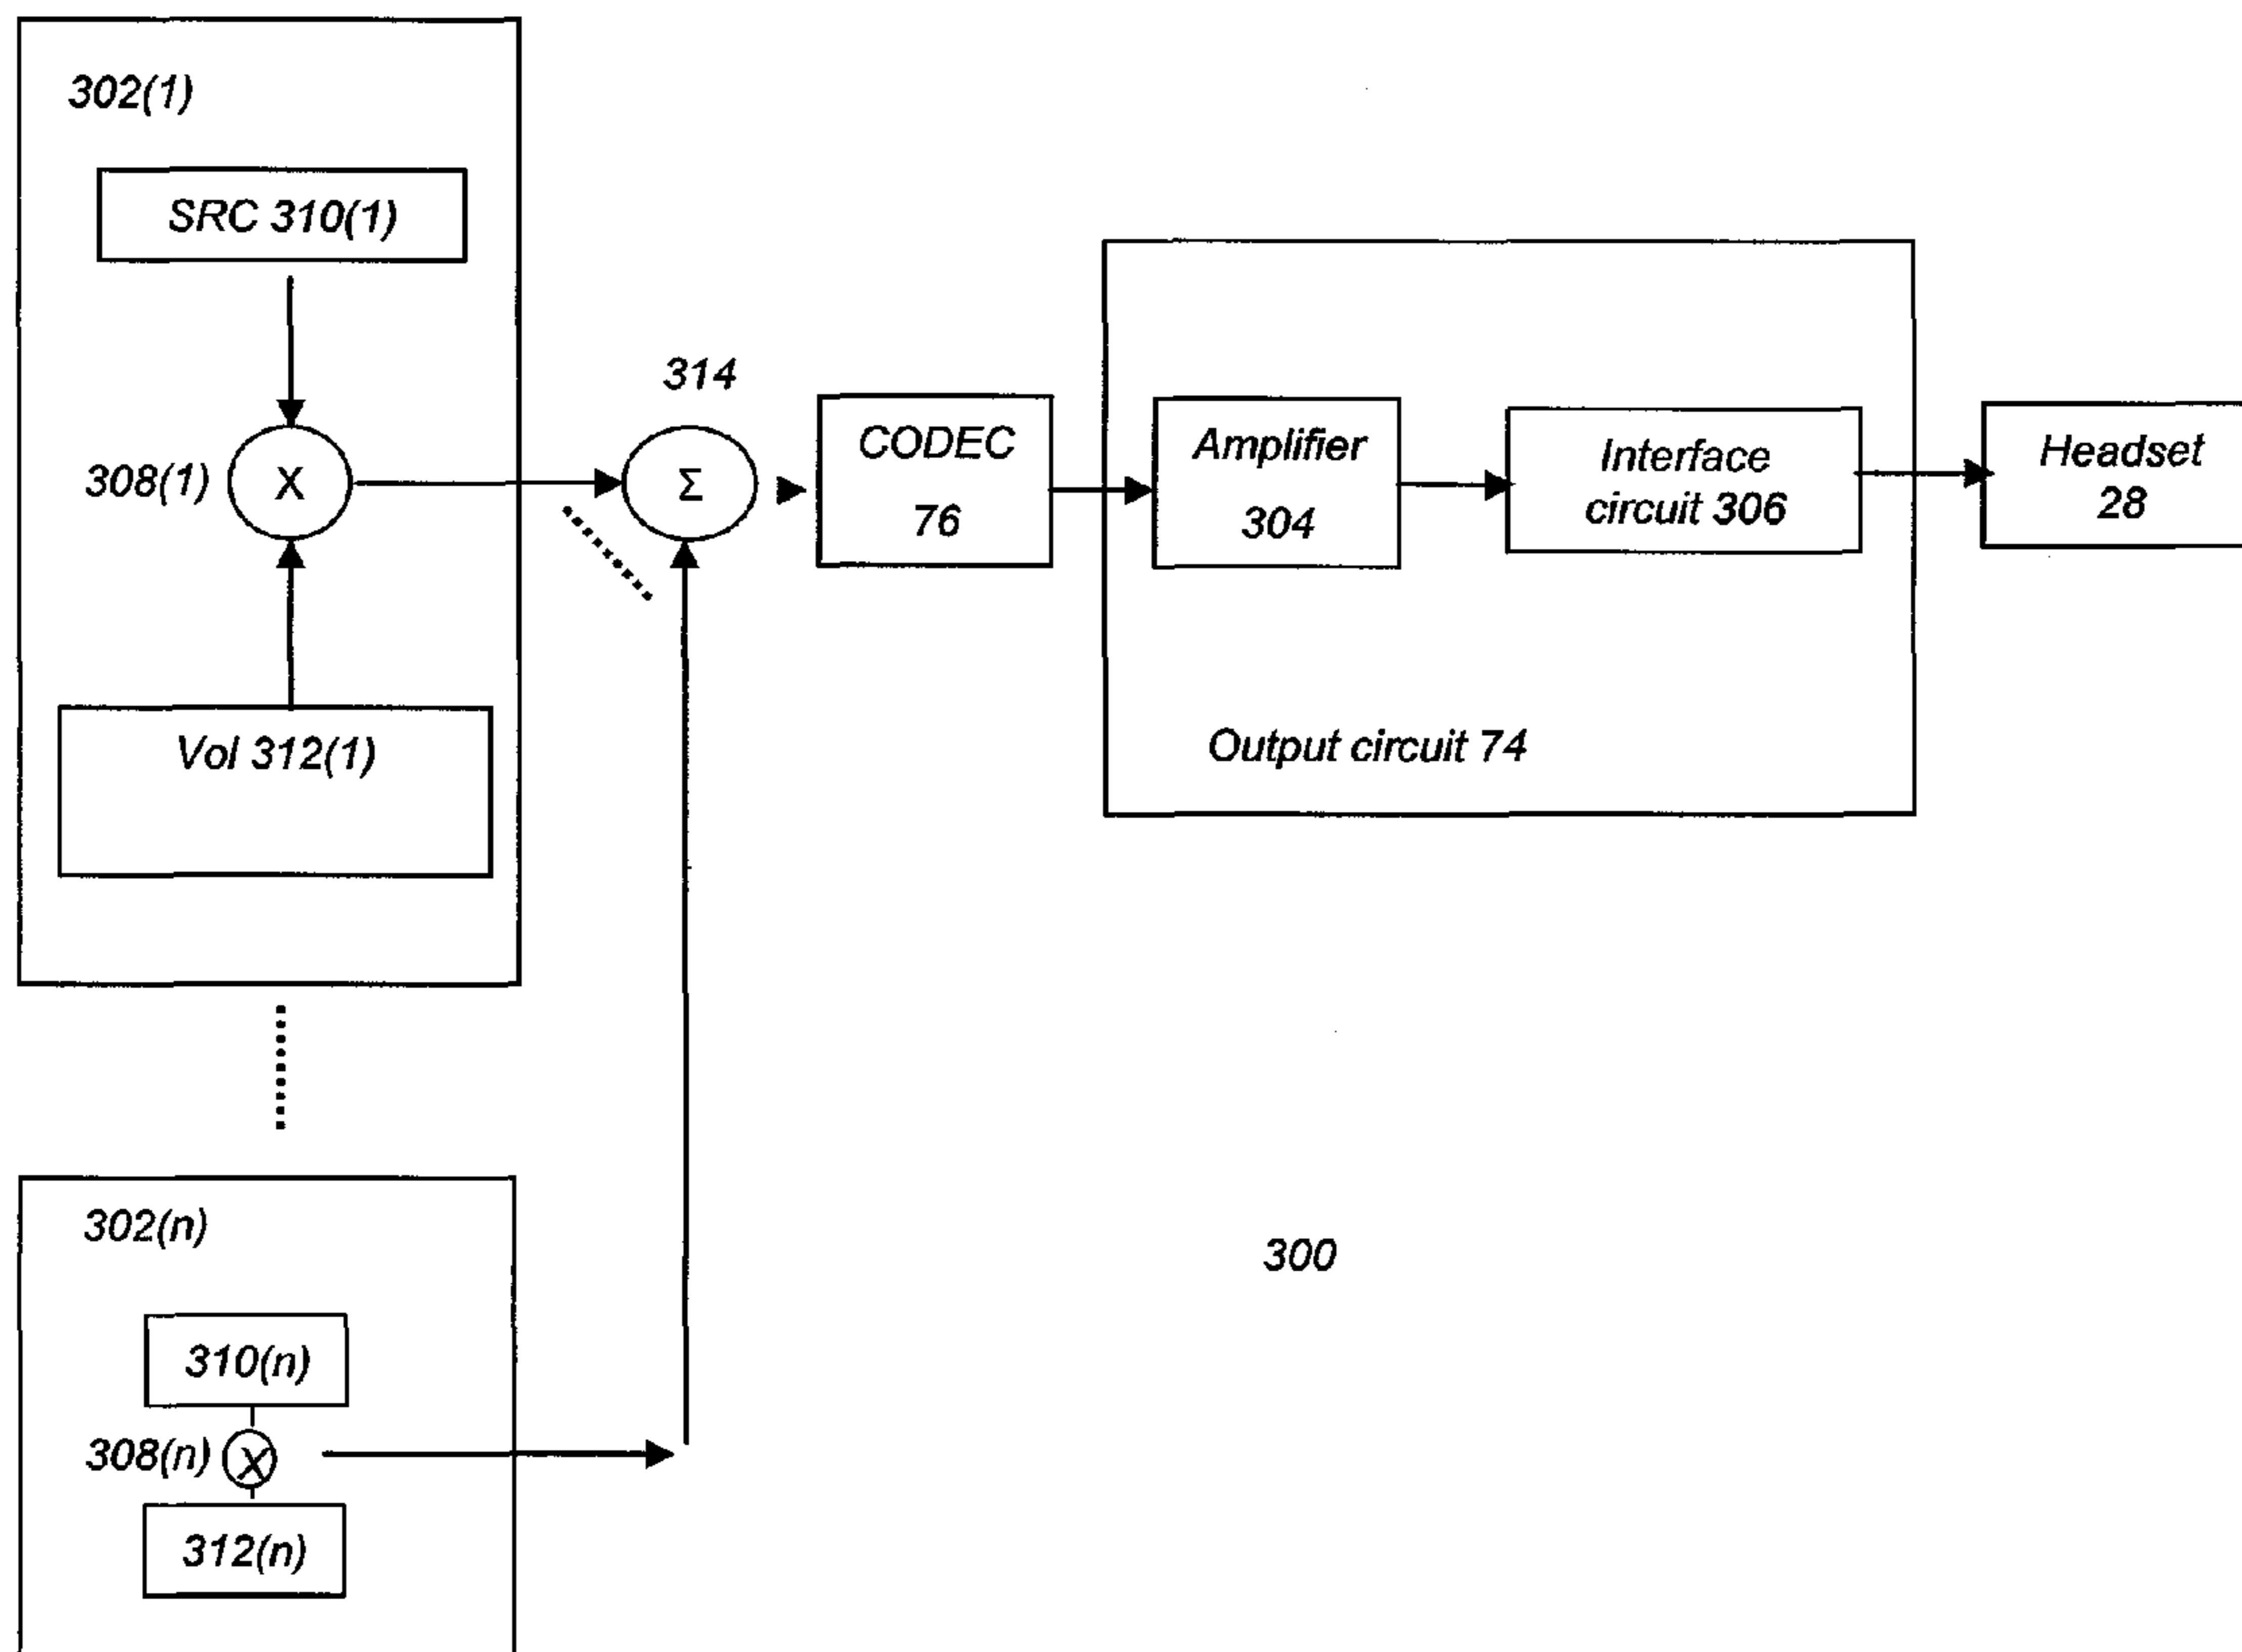 302(1)
SRC 310(1)
308(1)
X
Vol 312(1)
314
Σ
CODEC
76
Amplifier
304
Interface
circuit 306
Output circuit 74
Headset
28
302(n)
310(n)
308(n)
X
312(n)
300